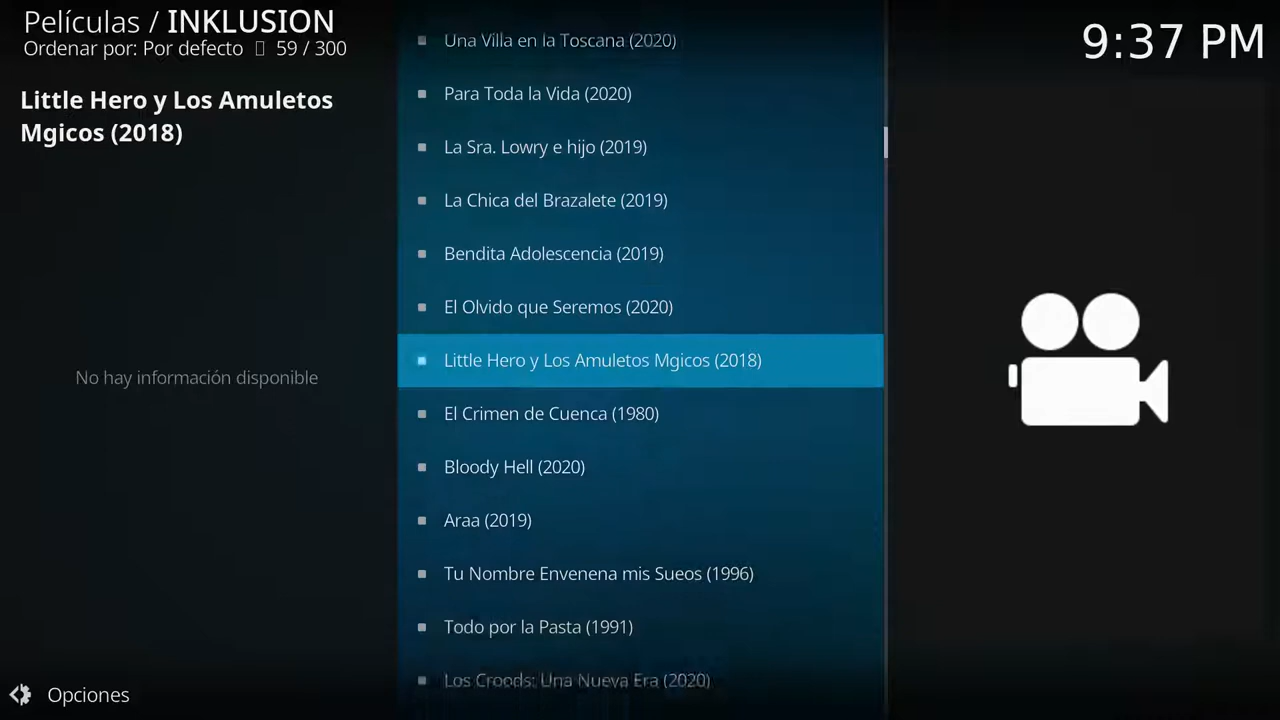 Películas / INKLUSION
Ordenar por: Por defecto 59 / 300
9:37 PM
Little Hero y Los Amuletos
Mgicos (2018)
No hay información disponible
Una Villa en la Toscana (2020)
Para Toda la Vida (2020)
La Sra. Lowry e hijo (2019)
La Chica del Brazalete (2019)
Bendita Adolescencia (2019)
El Olvido que Seremos (2020)
Little Hero y Los Amuletos Mgicos (2018)
El Crimen de Cuenca (1980)
Bloody Hell (2020)
Araa (2019)
Tu Nombre Envenena mis Sueos (1996)
Todo por la Pasta (1991)
Los Croods: Una Nueva Era (2020)
Opciones